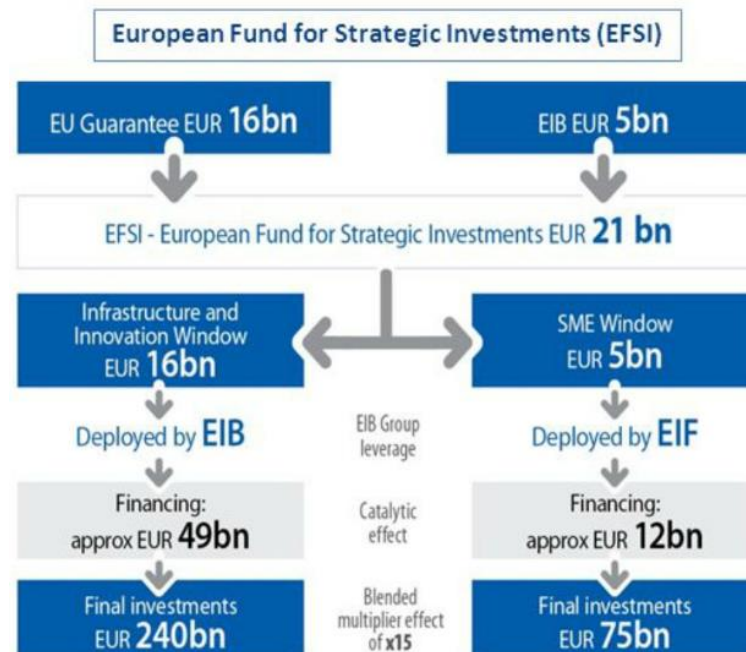 European Fund for Strategic Investments (EFSI)
EU Guarantee EUR 16bn
EIB EUR 5bn
EFSI - European Fund for Strategic Investments EUR 21 bn
Infrastructure and
Innovation Window
EUR 16bn
SME Window
EUR 5bn
Deployed by EIB
EIB Group
leverage
Deployed by EIF
Financing:
approx EUR 49bn
Catalytic
effect
Financing:
approx EUR 12bn
Final investments
EUR 240bn
Blended
multiplier effect
of x15
Final investments
EUR 75bn